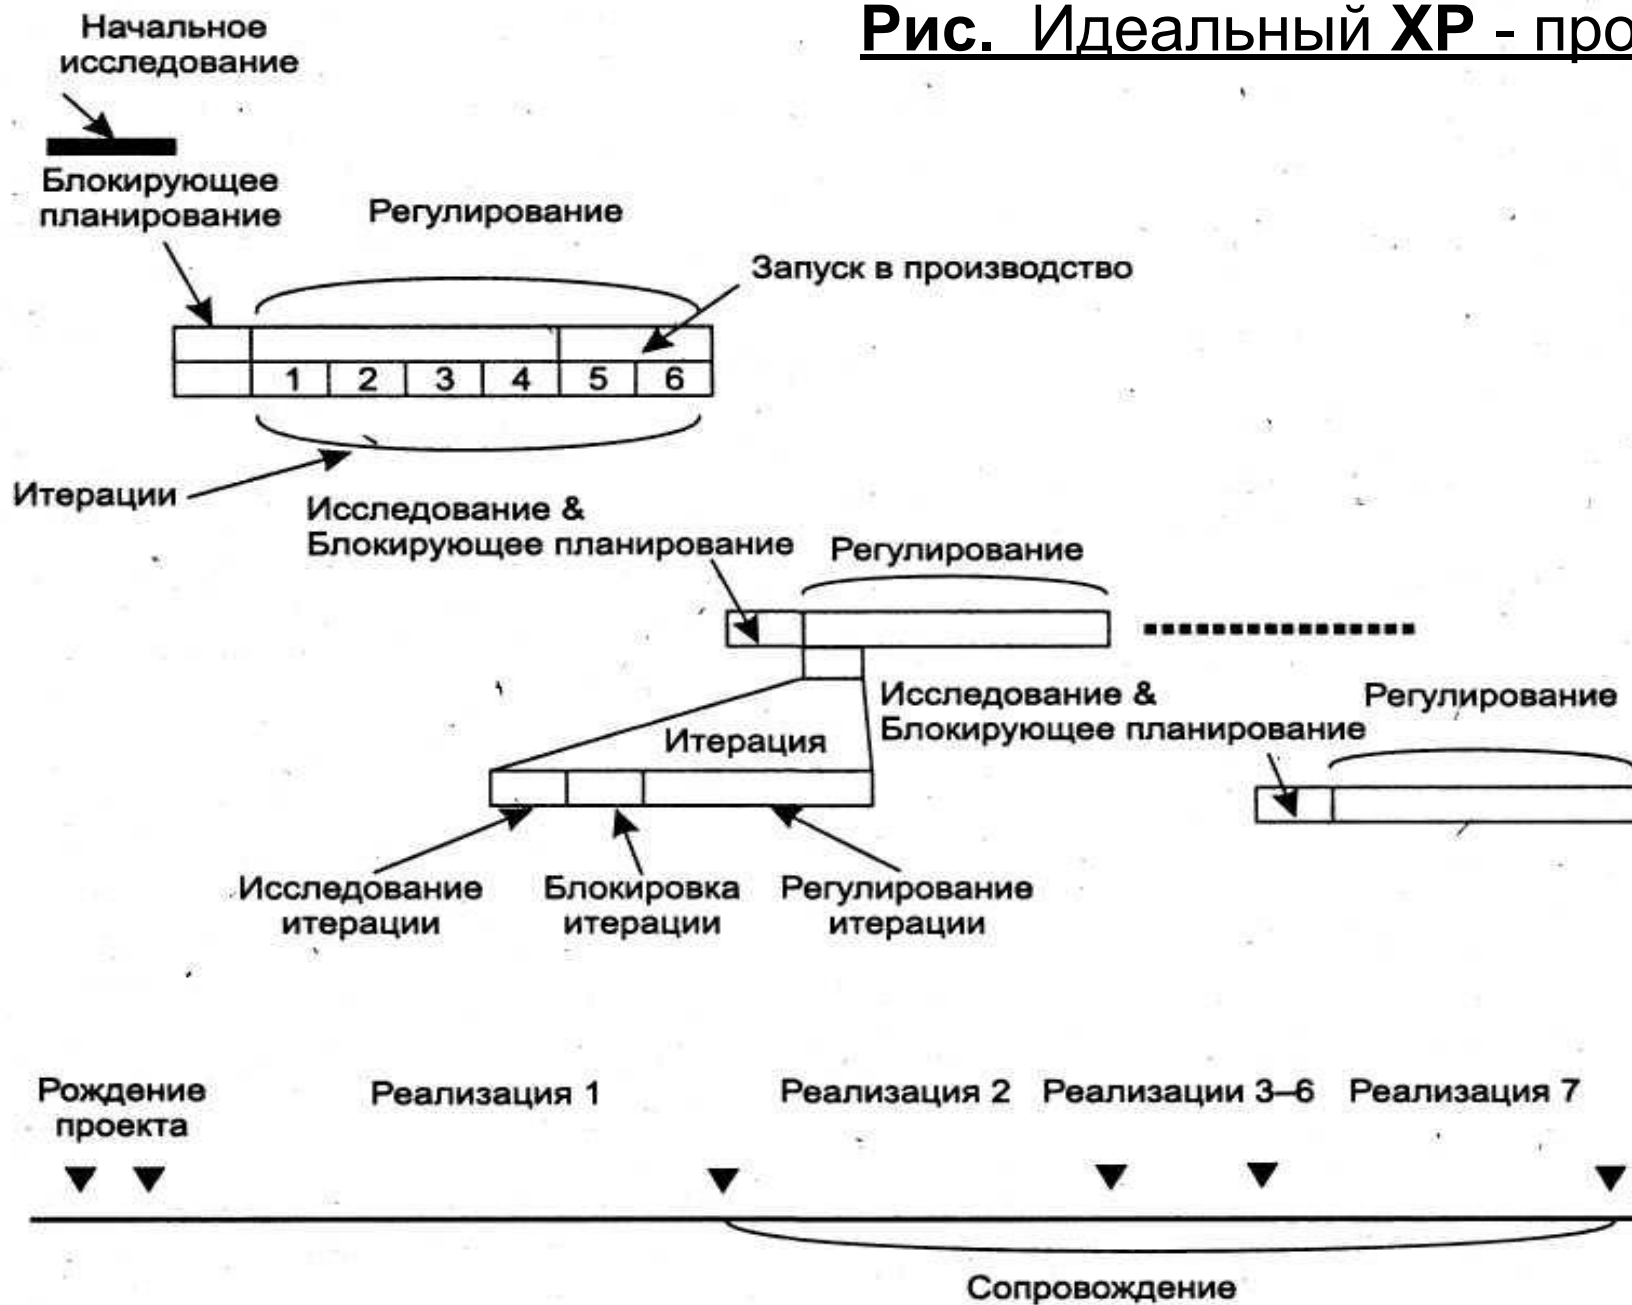 Рис. Идеальный XP - про
Начальное
исследование
Блокирующее
планирование
Регулирование
Запуск в производство
1 2 3 4 5 6
Итерации
Исследование &
Блокирующее планирование
Регулирование
Исследование &
Блокирующее планирование
Регулирование
Итерация
Исследование
итерации
Блокировка
итерации
Регулирование
итерации
Рождение
проекта
Реализация 1
Реализация 2
Реализации 3–6
Реализация 7
Сопровождение